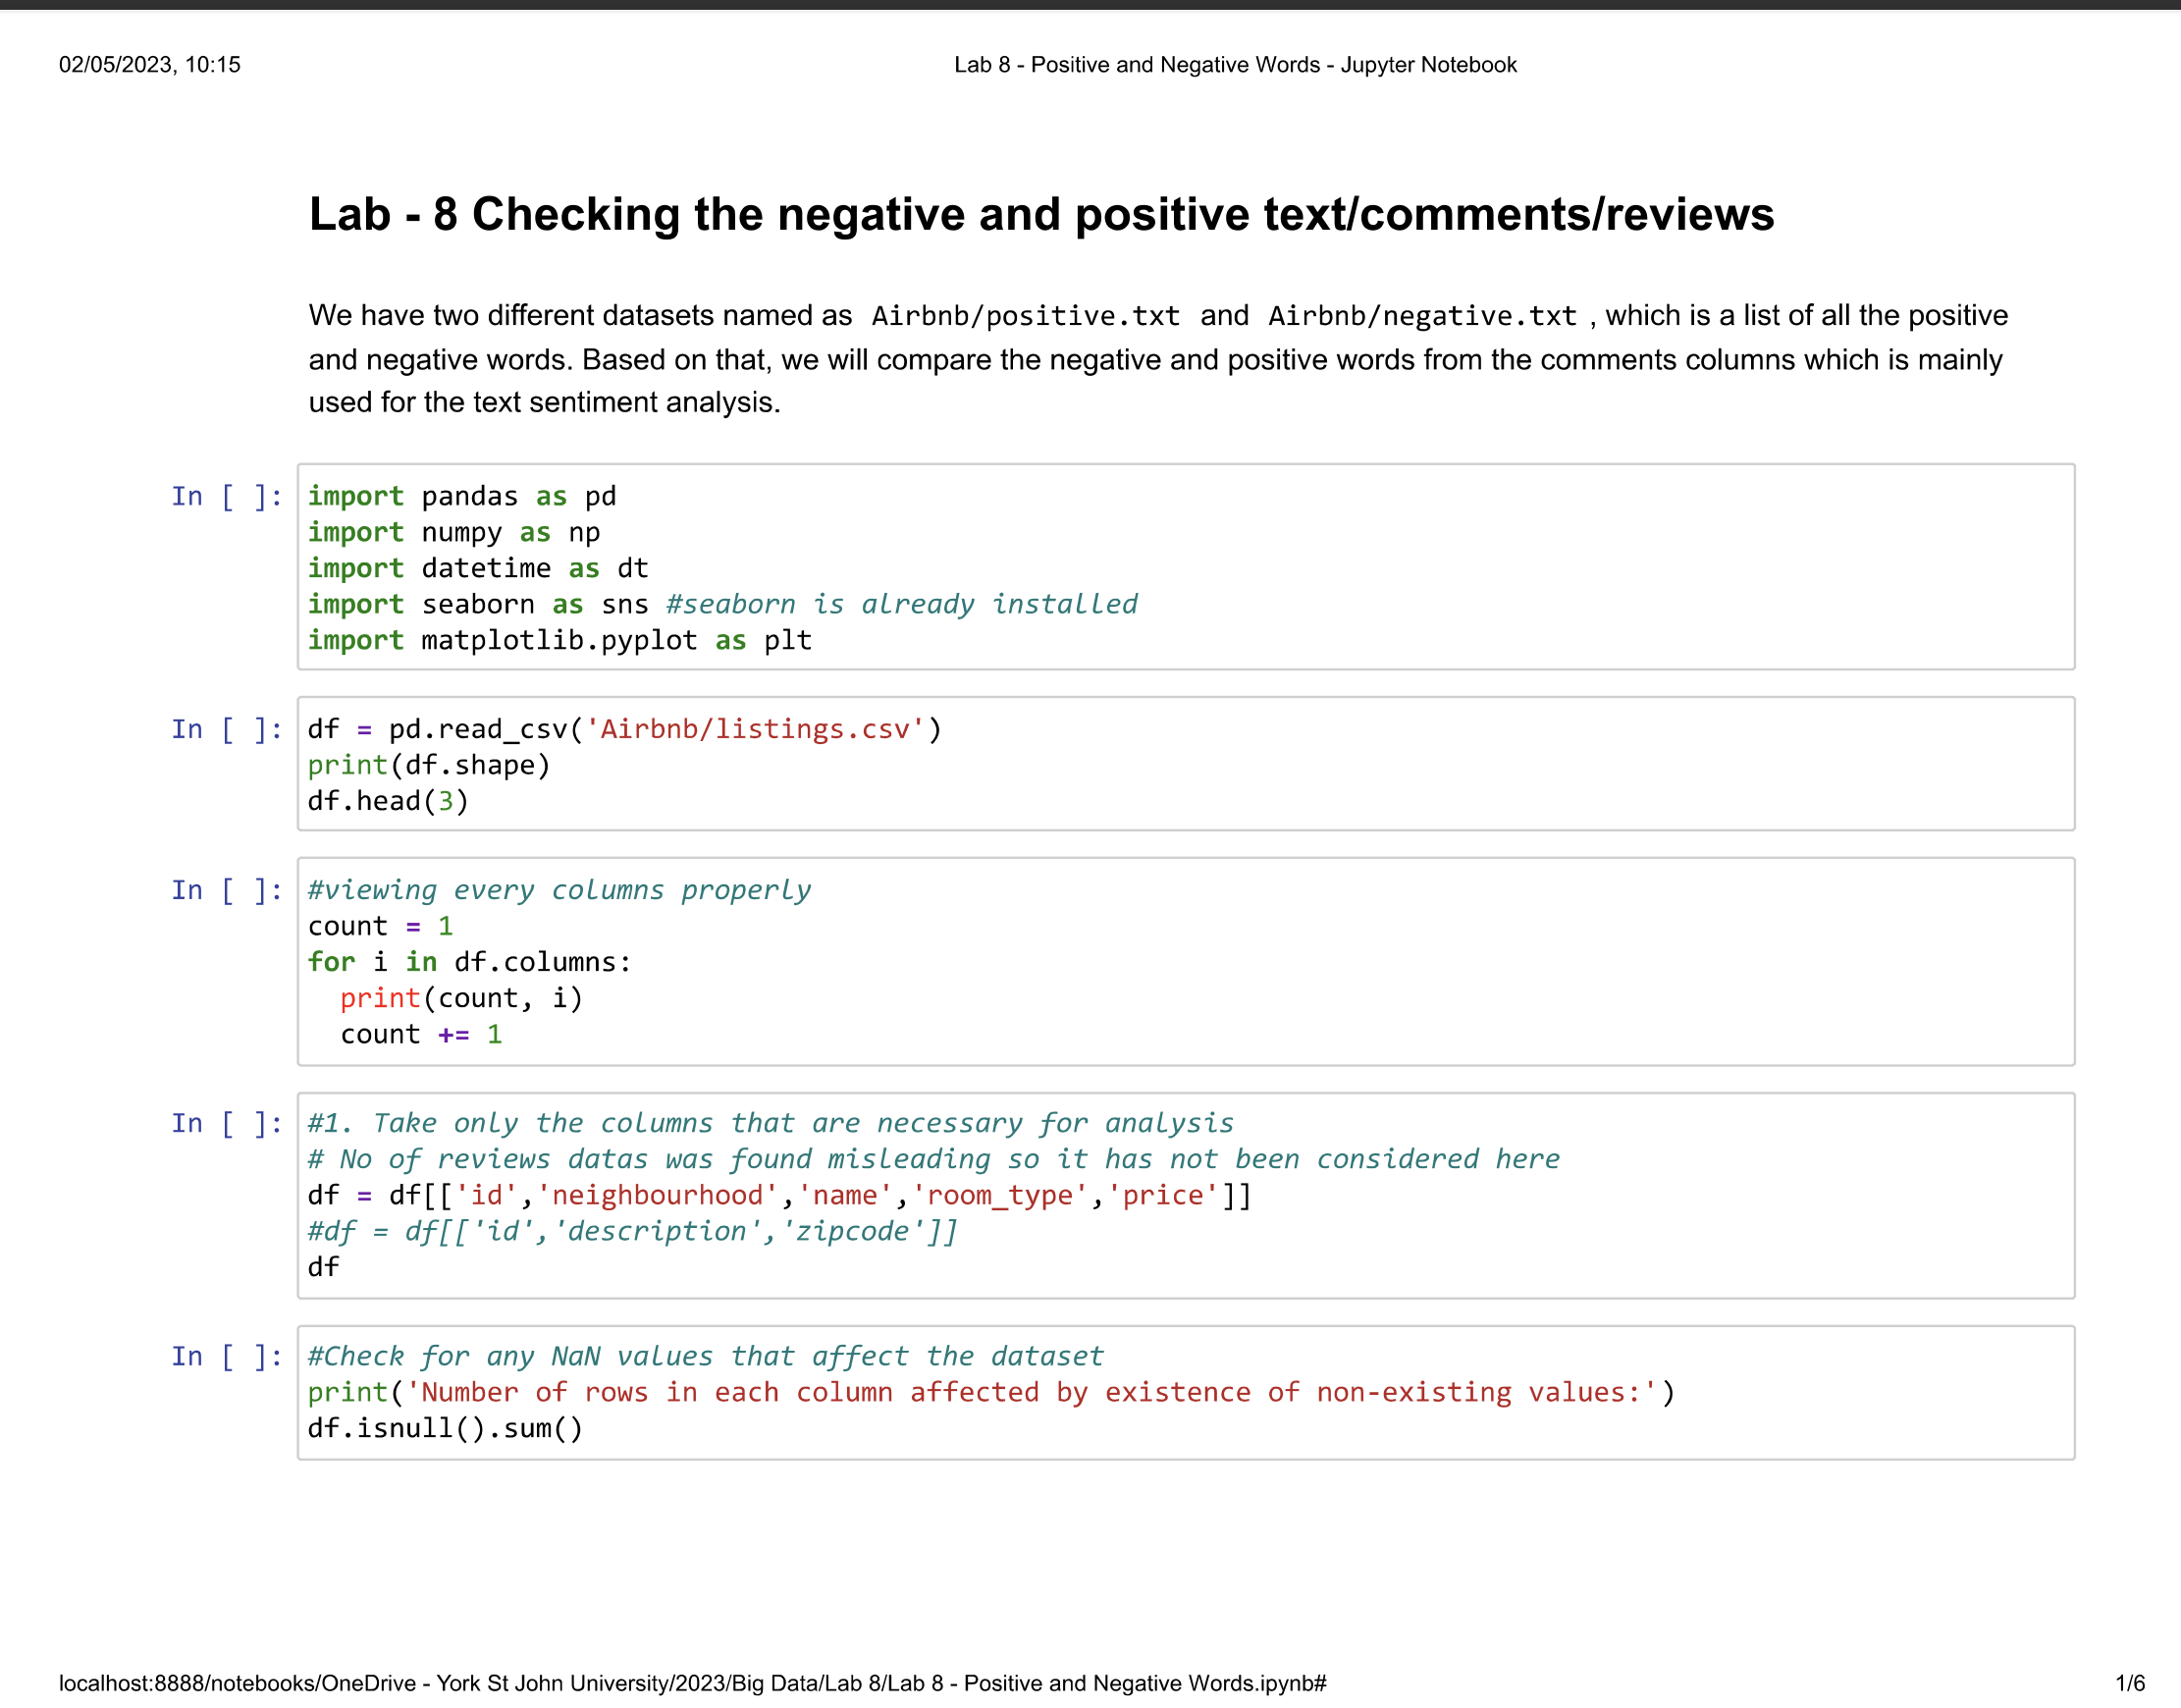 02/05/2023, 10:15
Lab 8 - Positive and Negative Words - Jupyter Notebook
Lab - 8 Checking the negative and positive text/comments/reviews
We have two different datasets named as Airbnb/positive.txt and Airbnb/negative.txt , which is a list of all the positive
and negative words. Based on that, we will compare the negative and positive words from the comments columns which is mainly
used for the text sentiment analysis.
In [ ]: import pandas as pd
import numpy as np
import datetime as dt
import seaborn as sns #seaborn is already installed
import matplotlib.pyplot as plt
In [ ]: df = pd.read_csv('Airbnb/listings.csv')
print(df.shape)
df.head(3)
In [ ]: #viewing every columns properly
count = 1
for i in df.columns:
  print(count, i)
  count += 1
In [ ]: #1. Take only the columns that are necessary for analysis
# No of reviews datas was found misleading so it has not been considered here
df = df[['id','neighbourhood','name','room_type','price']]
#df = df[['id','description','zipcode']]
df
In [ ]: #Check for any NaN values that affect the dataset
print('Number of rows in each column affected by existence of non-existing values:')
df.isnull().sum()
localhost:8888/notebooks/OneDrive - York St John University/2023/Big Data/Lab 8/Lab 8 - Positive and Negative Words.ipynb#
1/6